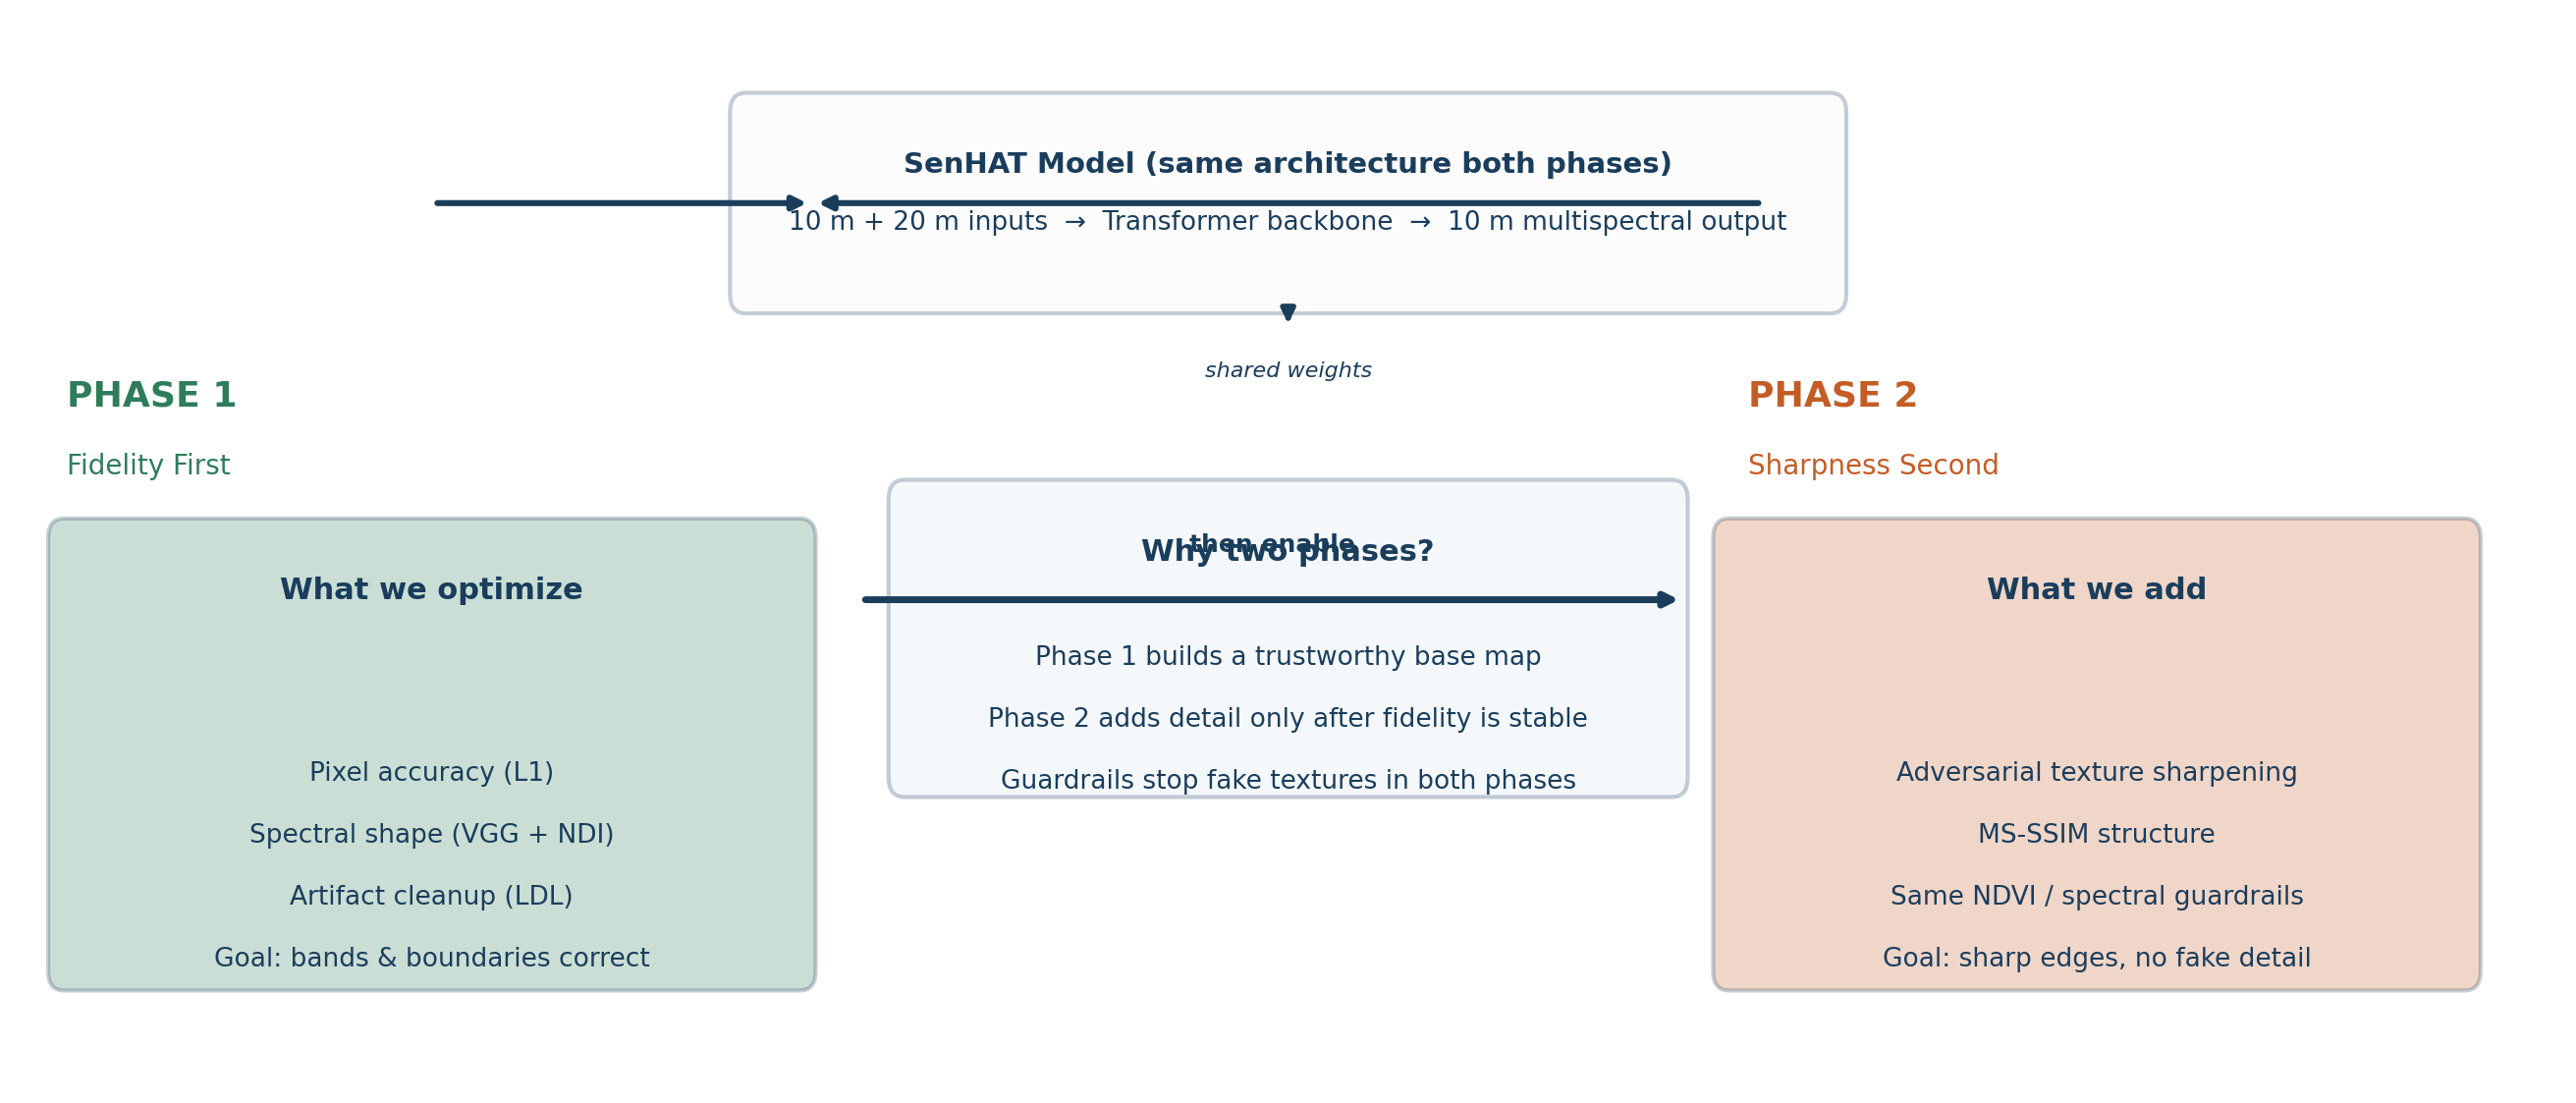 SenHAT Model (same architecture both phases)
10 m + 20 m inputs → Transformer backbone → 10 m multispectral output
shared weights
PHASE 1
Fidelity First
What we optimize
Pixel accuracy (L1)
Spectral shape (VGG + NDI)
Artifact cleanup (LDL)
Goal: bands & boundaries correct
then enable
Why two phases?
Phase 1 builds a trustworthy base map
Phase 2 adds detail only after fidelity is stable
Guardrails stop fake textures in both phases
PHASE 2
Sharpness Second
What we add
Adversarial texture sharpening
MS-SSIM structure
Same NDVI / spectral guardrails
Goal: sharp edges, no fake detail